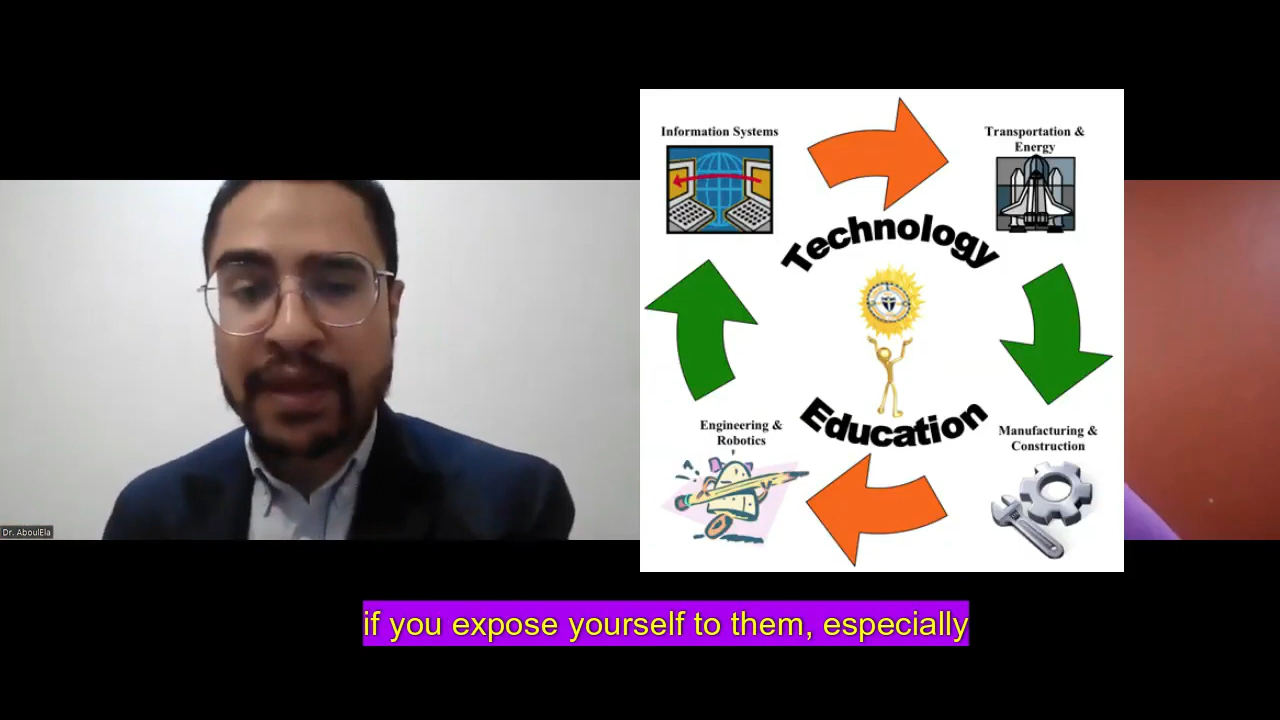 Information Systems
Transportation &
Energy
Technology
Education
Engineering &
Robotics
Manufacturing &
Construction
Dr. AboulEla
if you expose yourself to them, especially